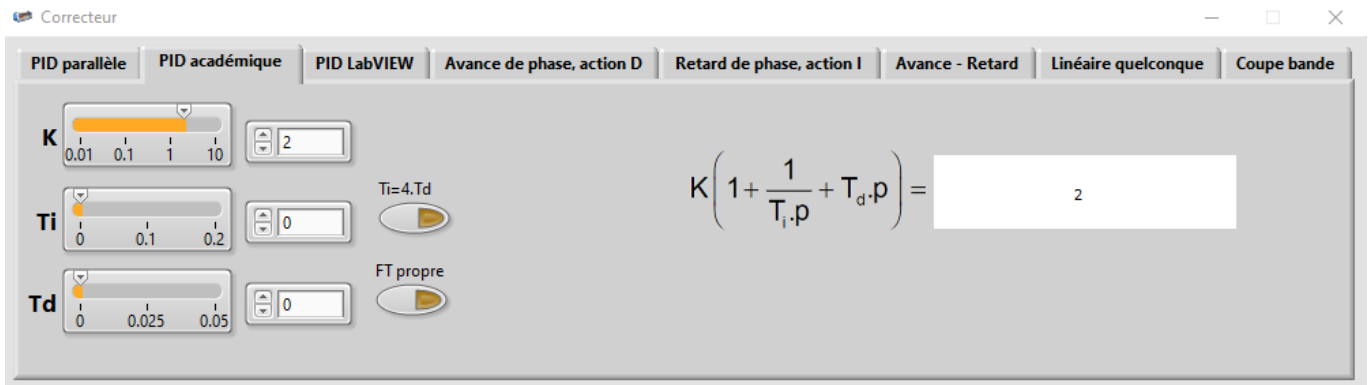 Correcteur
PID parallèle PID académique PID LabVIEW Avance de phase, action D Retard de phase, action I Avance - Retard Linéaire quelconque Coupe bande
K 0.01 0.1 1 10 2
Ti=4.Td
Ti 0 0.1 0.2 0
FT propre
Td 0 0.025 0.05 0
K(1+1/(Ti.p)+Td.p)= 2